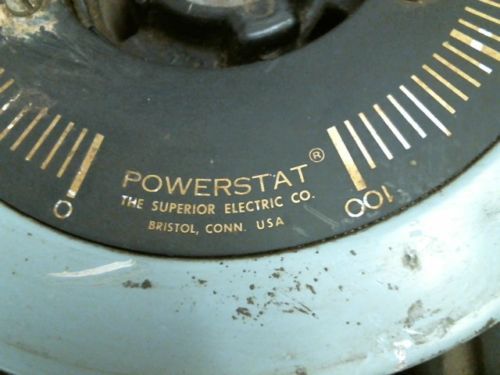 POWERSTAT®
THE SUPERIOR ELECTRIC CO.
BRISTOL, CONN. USA
0
100